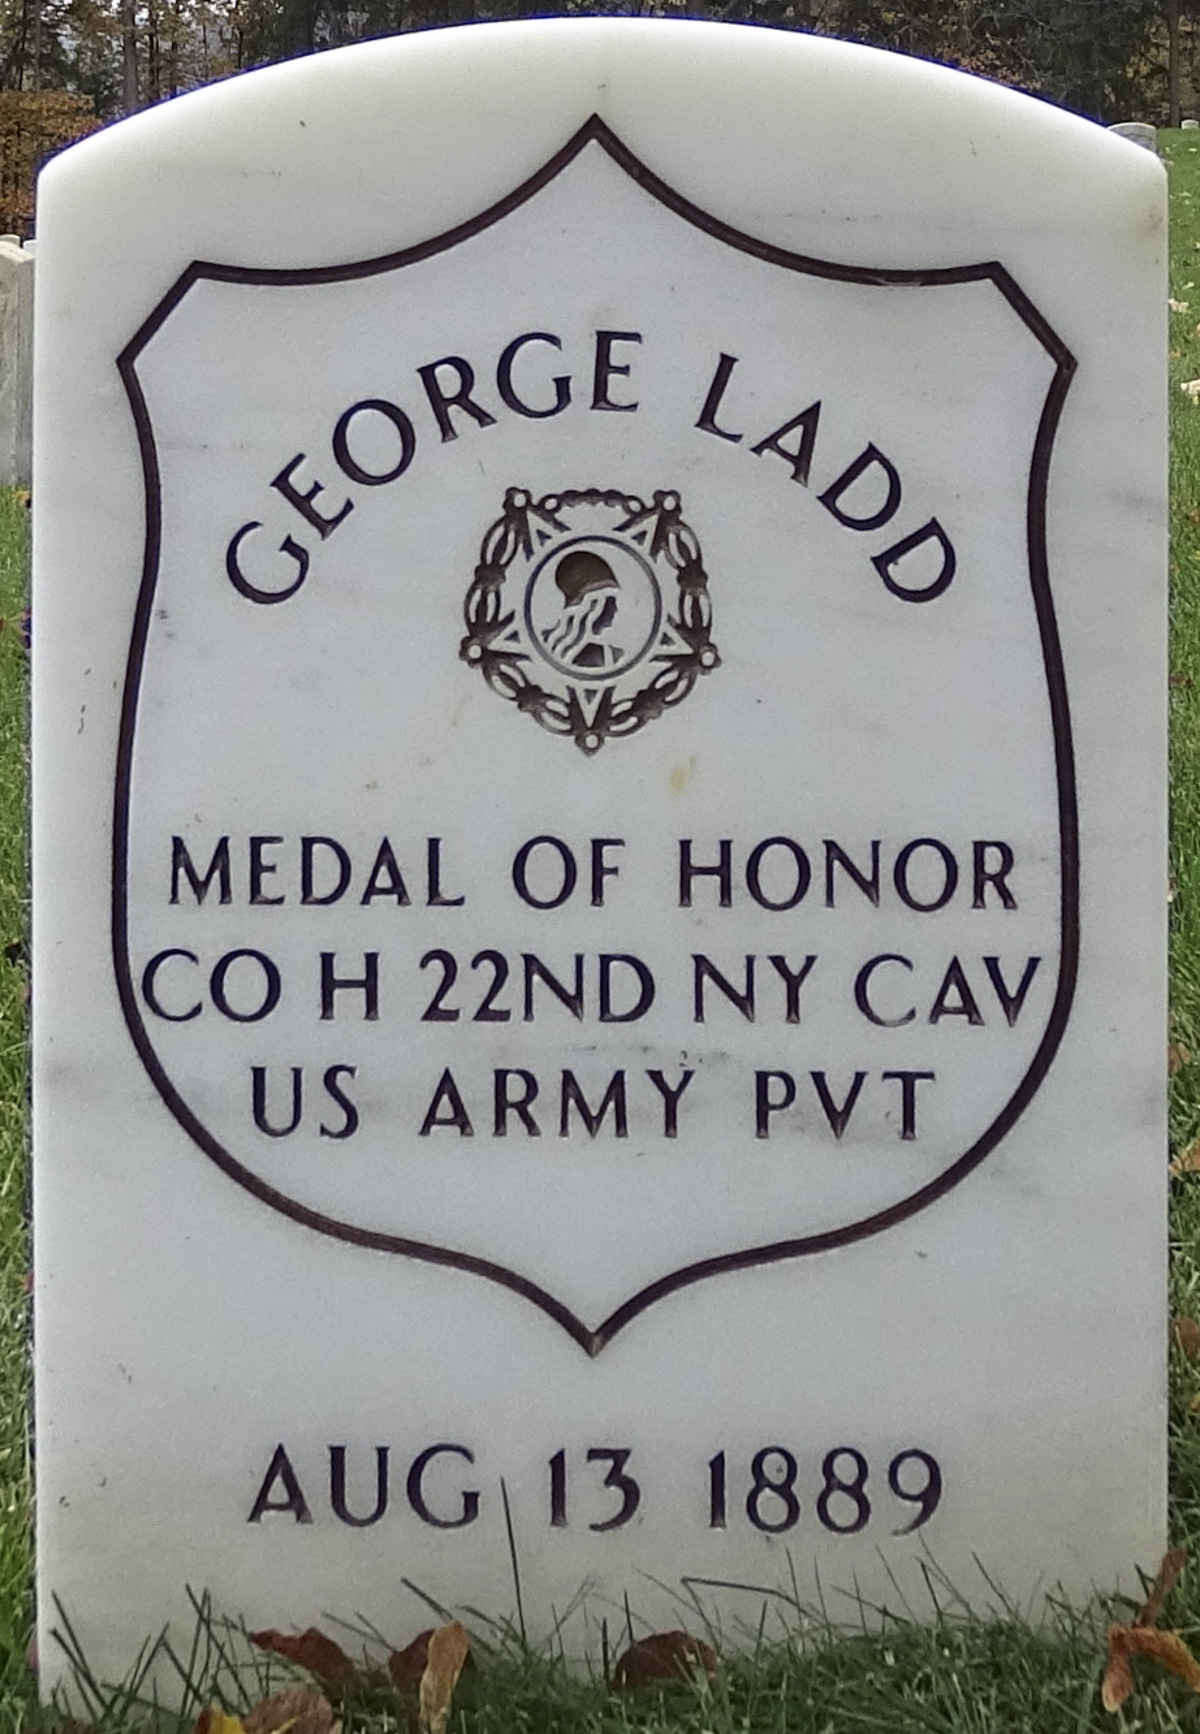 GEORGE LADD
MEDAL OF HONOR
CO H 22ND NY CAV
US ARMY PVT
AUG 13 1889